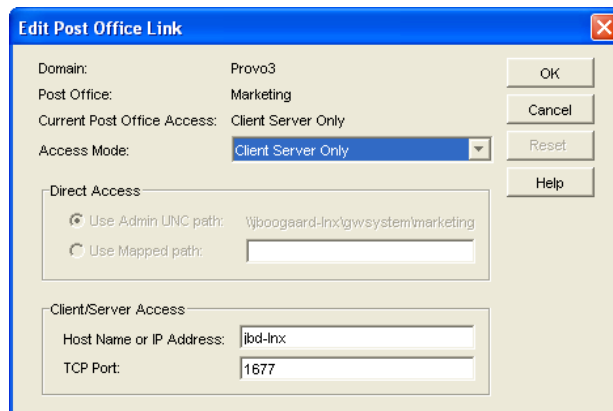 Edit Post Office Link
Domain: Provo3
Post Office: Marketing
Current Post Office Access: Client Server Only
Access Mode: Client Server Only
Direct Access
Use Admin UNC path: \\jboogaard-lnx\gwsystem\marketing
Use Mapped path:
Client/Server Access
Host Name or IP Address: jbd-lnx
TCP Port: 1677
OK
Cancel
Reset
Help